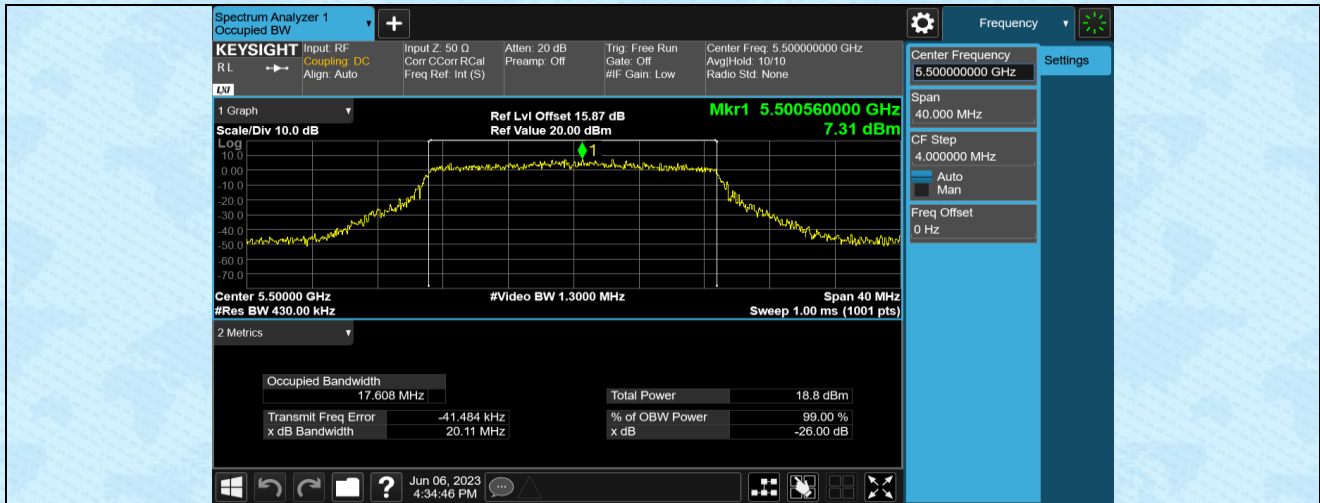 Spectrum Analyzer 1
Occupied BW
Frequency
KEYSIGHT
R L
LXI
Input: RF
Coupling: DC
Align: Auto
Input Z: 50 Ω
Corr CCorr RCal
Freq Ref: Int (S)
Atten: 20 dB
Preamp: Off
Trig: Free Run
Gate: Off
#IF Gain: Low
Center Freq: 5.500000000 GHz
Avg|Hold: 10/10
Radio Std: None
Center Frequency
5.500000000 GHz
Settings
Span
40.000 MHz
CF Step
4.000000 MHz
Auto
Man
Freq Offset
0 Hz
1 Graph
Scale/Div 10.0 dB
Ref Lvl Offset 15.87 dB
Ref Value 20.00 dBm
Mkr1 5.500560000 GHz
7.31 dBm
Log
10.0
0.00
-10.0
-20.0
-30.0
-40.0
-50.0
-60.0
-70.0
1
Center 5.50000 GHz
#Video BW 1.3000 MHz
Span 40 MHz
#Res BW 430.00 kHz
Sweep 1.00 ms (1001 pts)
2 Metrics
Occupied Bandwidth
17.608 MHz
Total Power 18.8 dBm
Transmit Freq Error -41.484 kHz
% of OBW Power 99.00 %
x dB Bandwidth 20.11 MHz
x dB -26.00 dB
?
Jun 06, 2023
4:34:46 PM